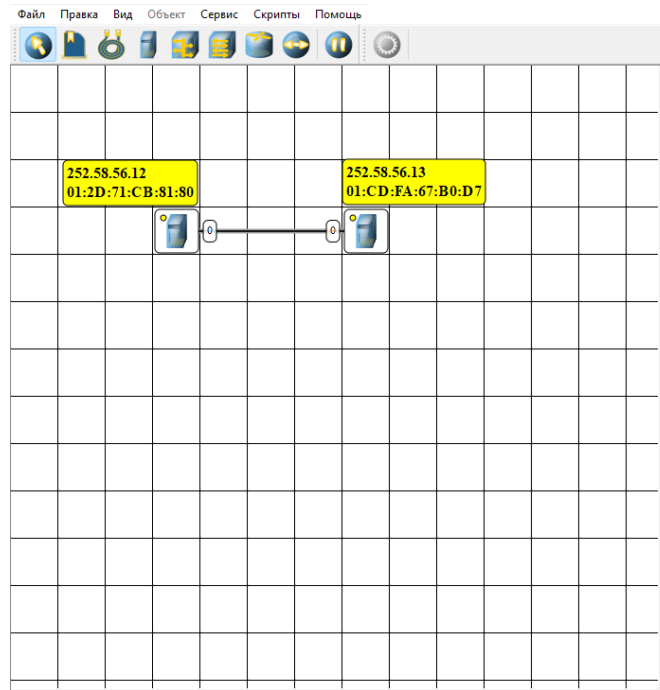 Файл Правка Вид Объект Сервис Скрипты Помощь
252.58.56.12
01:2D:71:CB:81:80
252.58.56.13
01:CD:FA:67:B0:D7
0 0